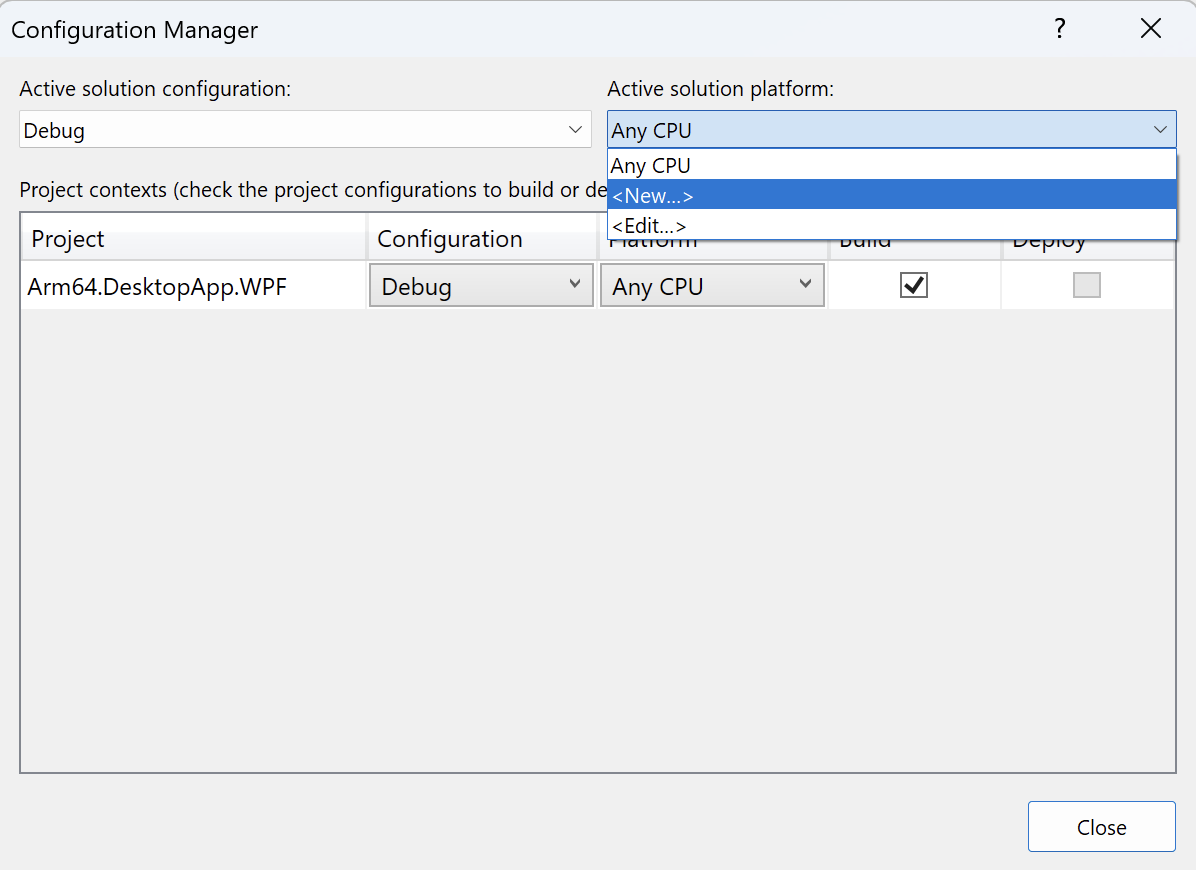 Configuration Manager ?
Active solution configuration: Active solution platform:
Debug Any CPU
Any CPU
Project contexts (check the project configurations to build or de <New...>
<Edit...>
Project Configuration Platform Build Deploy
Arm64.DesktopApp.WPF Debug Any CPU
Close